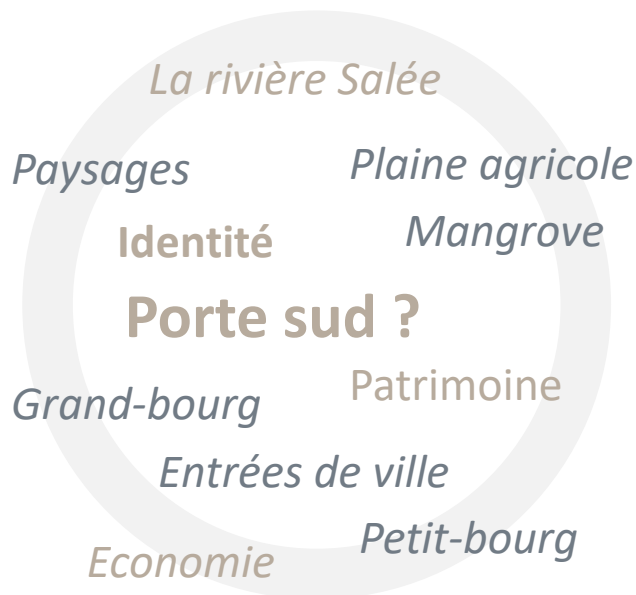 La rivière Salée
Paysages
Plaine agricole
Mangrove
Identité
Porte sud ?
Patrimoine
Grand-bourg
Entrées de ville
Petit-bourg
Economie